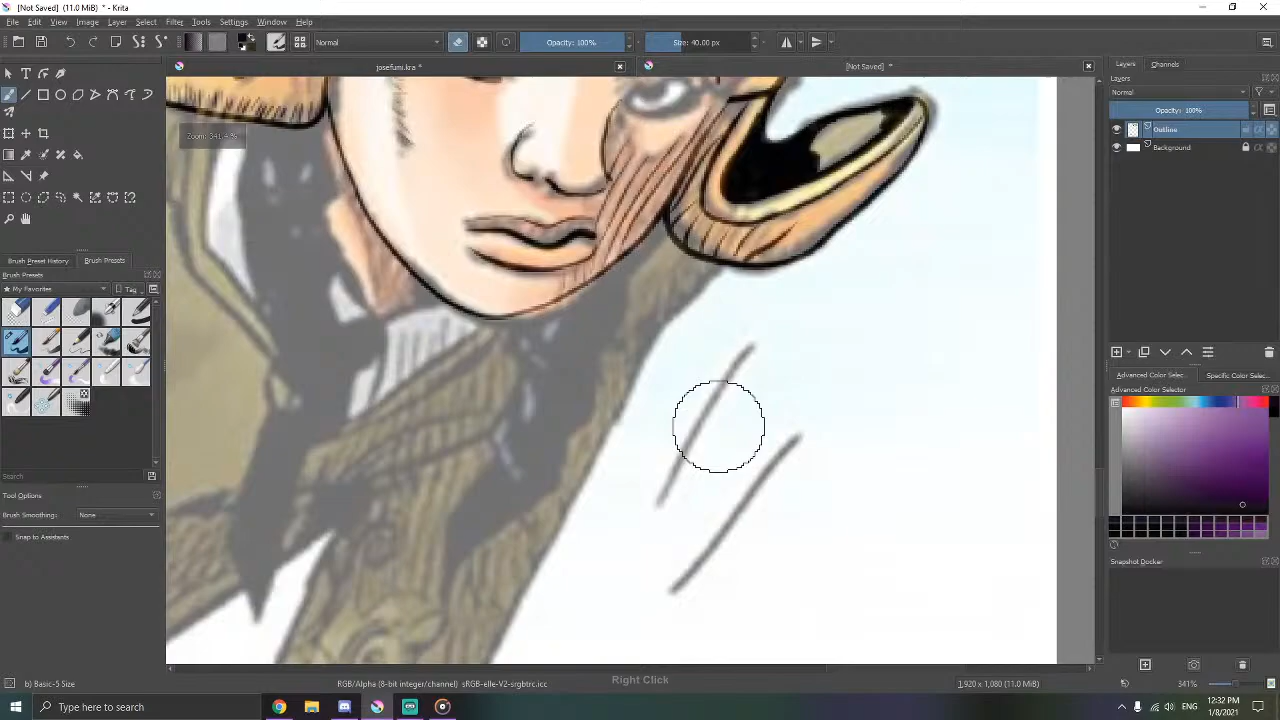 [Not Saved] (11.0 MiB) * - Krita
File Edit View Image Layer Select Filter Tools Settings Window Help
Normal Opacity: 100% Size: 40.00 px
josefumi.kra * [Not Saved] *
Zoom: 341.4 %
Layers Channels
Layers
Normal
Opacity: 100%
Outline
Background
Brush Preset History Brush Presets
Brush Presets
My Favorites Tag
Search
Tool Options
Brush Smoothing: None
Snap to Assistants
Advanced Color Selec... Specific Color Selec...
Advanced Color Selector
Snapshot Docker
b) Basic-5 Size RGB/Alpha (8-bit integer/channel) sRGB-elle-V2-srgbtrc.icc Right Click 1,920 x 1,080 (11.0 MiB) 341%
Type here to search
12:32 PM
1/8/2021